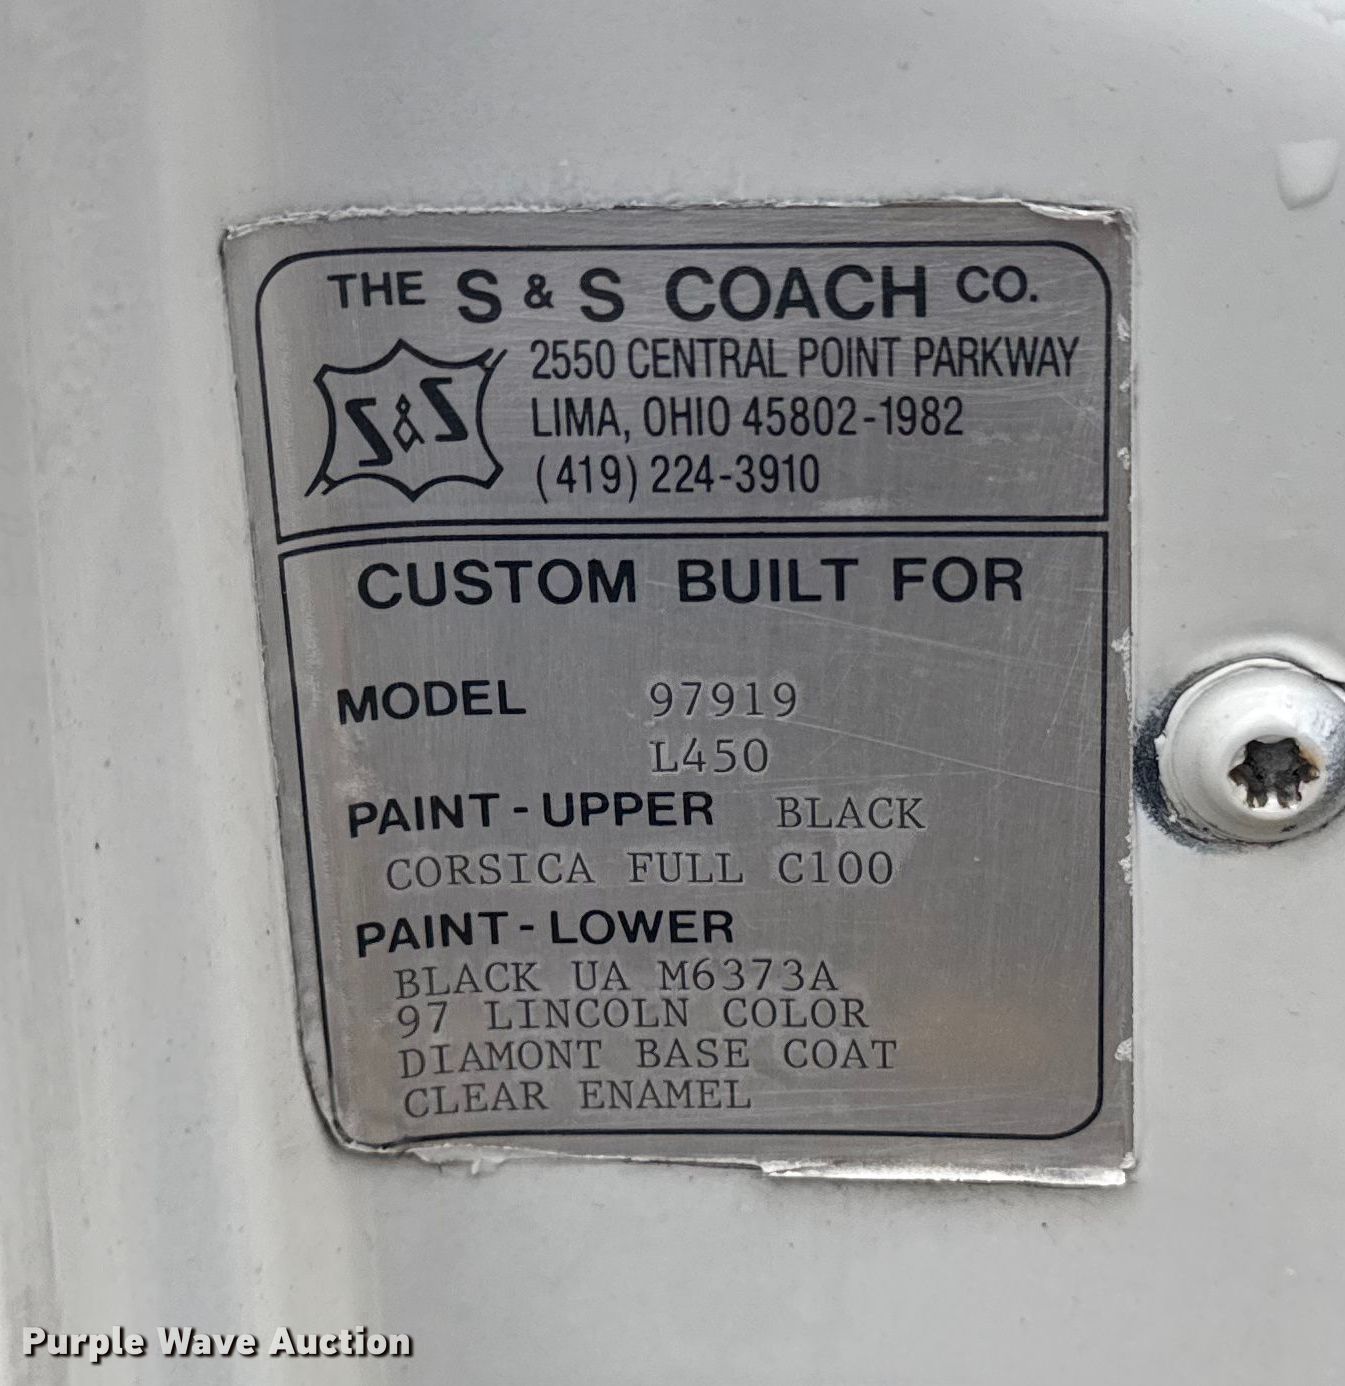 THE S & S COACH CO.
S&S
2550 CENTRAL POINT PARKWAY
LIMA, OHIO 45802-1982
(419) 224-3910
CUSTOM BUILT FOR
MODEL 97919
L450
PAINT-UPPER BLACK
CORSICA FULL C100
PAINT-LOWER
BLACK UA M6373A
97 LINCOLN COLOR
DIAMONT BASE COAT
CLEAR ENAMEL
Purple Wave Auction